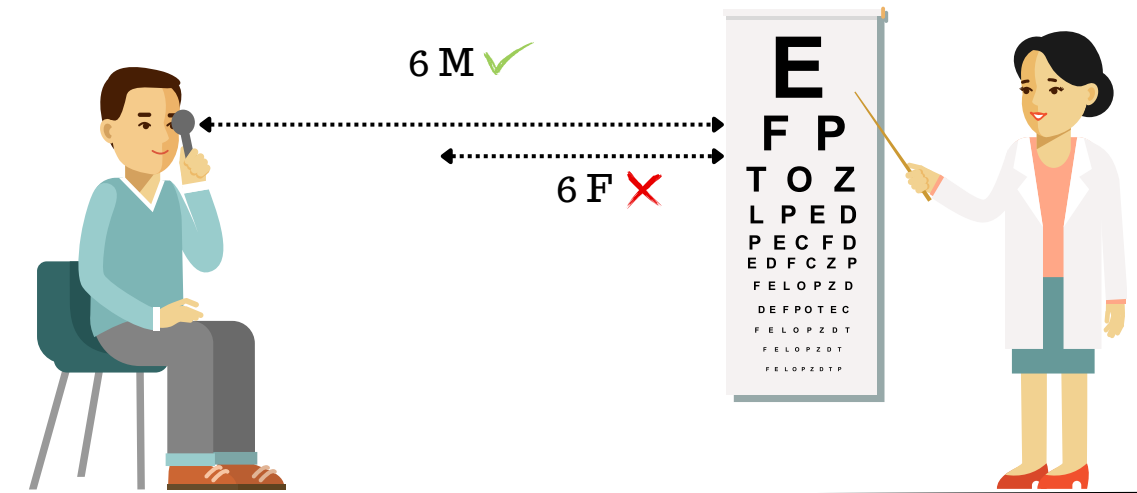 6 M
6 F
E
F P
T O Z
L P E D
P E C F D
E D F C Z P
F E L O P Z D
D E F P O T E C
F E L O P Z D T
F E L O P Z D T
F E L O P Z D T P